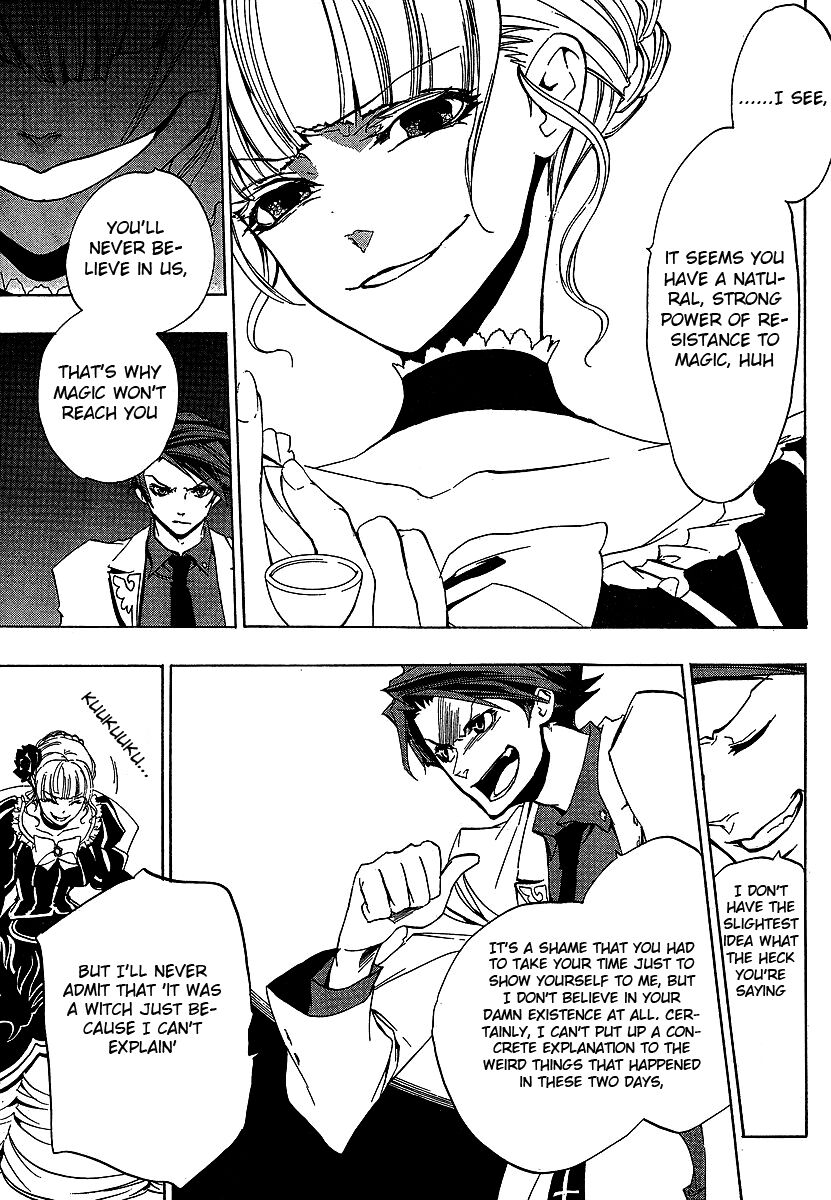 ......I SEE,
IT SEEMS YOU
HAVE A NATU-
RAL, STRONG
POWER OF RE-
SISTANCE TO
MAGIC, HUH
YOU'LL
NEVER BE-
LIEVE IN US,
THAT'S WHY
MAGIC WON'T
REACH YOU
I DON'T
HAVE THE
SLIGHTEST
IDEA WHAT
THE HECK
YOU'RE
SAYING
IT'S A SHAME THAT YOU HAD
TO TAKE YOUR TIME JUST TO
SHOW YOURSELF TO ME, BUT
I DON'T BELIEVE IN YOUR
DAMN EXISTENCE AT ALL. CER-
TAINLY, I CAN'T PUT UP A CON-
CRETE EXPLANATION TO THE
WEIRD THINGS THAT HAPPENED
IN THESE TWO DAYS,
KUUKUUKU...
BUT I'LL NEVER
ADMIT THAT 'IT WAS
A WITCH JUST BE-
CAUSE I CAN'T
EXPLAIN'